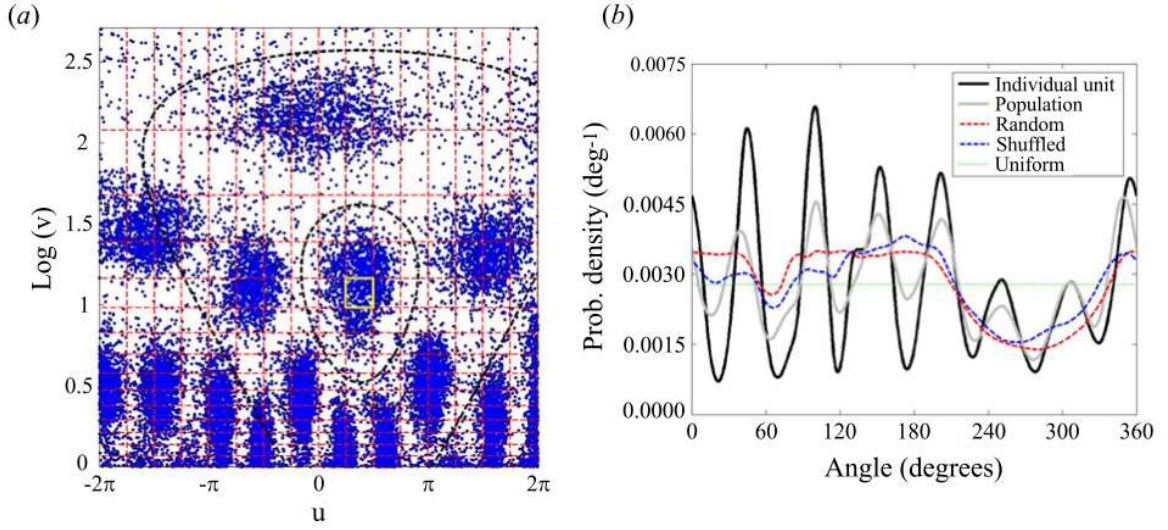 (a)
2.5
2
1.5
1
0.5
0
Log (v)
-2π
-π
0
π
2π
u
(b)
0.0075
0.0060
0.0045
0.0030
0.0015
0.0000
Prob. density (deg⁻¹)
Individual unit
Population
Random
Shuffled
Uniform
0
60
120
180
240
300
360
Angle (degrees)